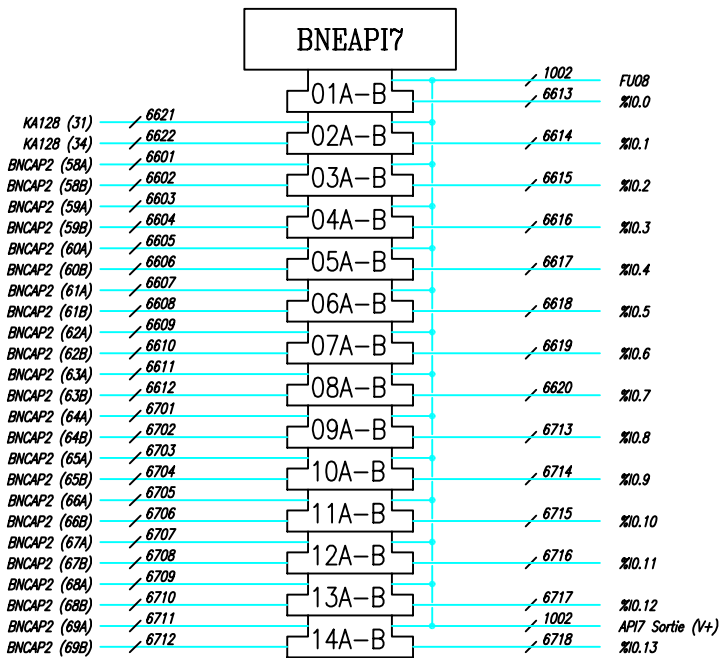 BNEAPI7
1002 FU08
01A-B 6613 %I0.0
KA128 (31) 6621
KA128 (34) 6622 02A-B 6614 %I0.1
BNCAP2 (58A) 6601
BNCAP2 (58B) 6602 03A-B 6615 %I0.2
BNCAP2 (59A) 6603
BNCAP2 (59B) 6604 04A-B 6616 %I0.3
BNCAP2 (60A) 6605
BNCAP2 (60B) 6606 05A-B 6617 %I0.4
BNCAP2 (61A) 6607
BNCAP2 (61B) 6608 06A-B 6618 %I0.5
BNCAP2 (62A) 6609
BNCAP2 (62B) 6610 07A-B 6619 %I0.6
BNCAP2 (63A) 6611
BNCAP2 (63B) 6612 08A-B 6620 %I0.7
BNCAP2 (64A) 6701
BNCAP2 (64B) 6702 09A-B 6713 %I0.8
BNCAP2 (65A) 6703
BNCAP2 (65B) 6704 10A-B 6714 %I0.9
BNCAP2 (66A) 6705
BNCAP2 (66B) 6706 11A-B 6715 %I0.10
BNCAP2 (67A) 6707
BNCAP2 (67B) 6708 12A-B 6716 %I0.11
BNCAP2 (68A) 6709
BNCAP2 (68B) 6710 13A-B 6717 %I0.12
BNCAP2 (69A) 6711 1002 API7 Sortie (V+)
BNCAP2 (69B) 6712 14A-B 6718 %I0.13